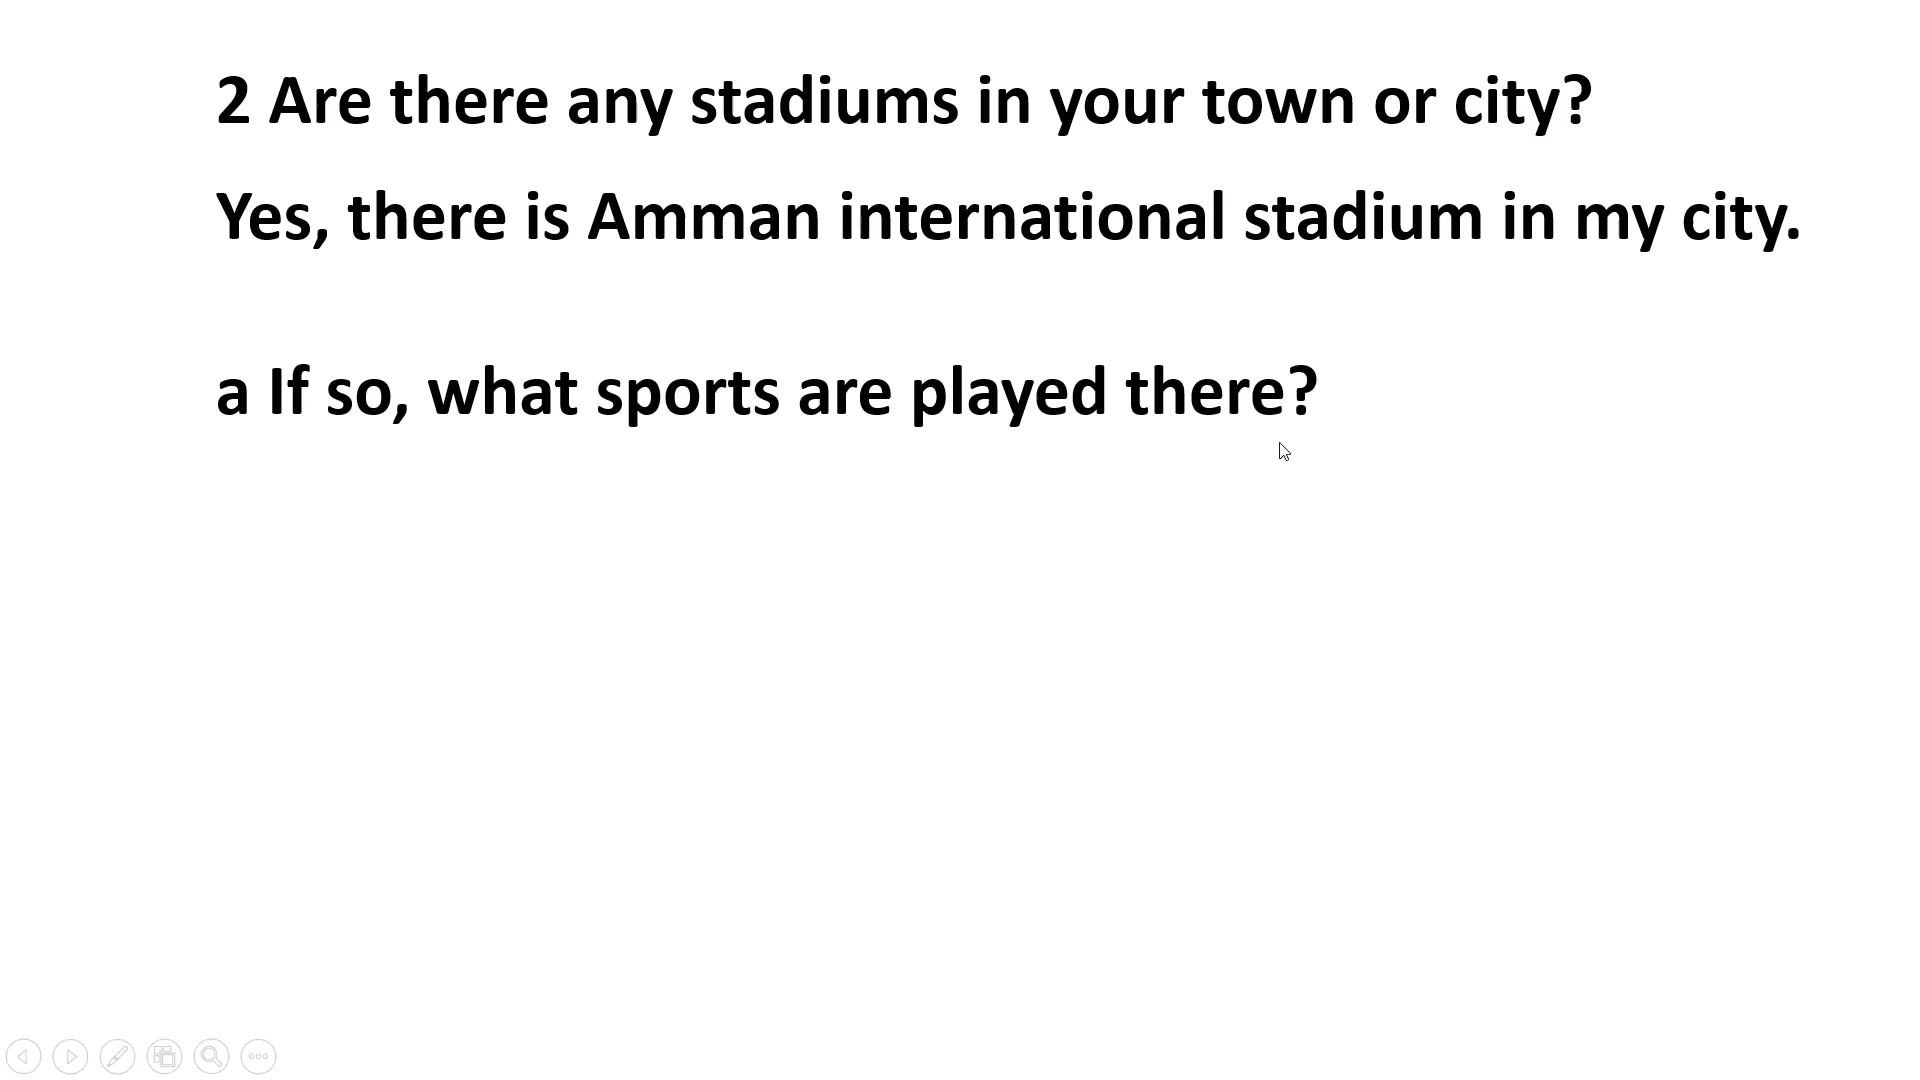 2 Are there any stadiums in your town or city?
Yes, there is Amman international stadium in my city.
a If so, what sports are played there?